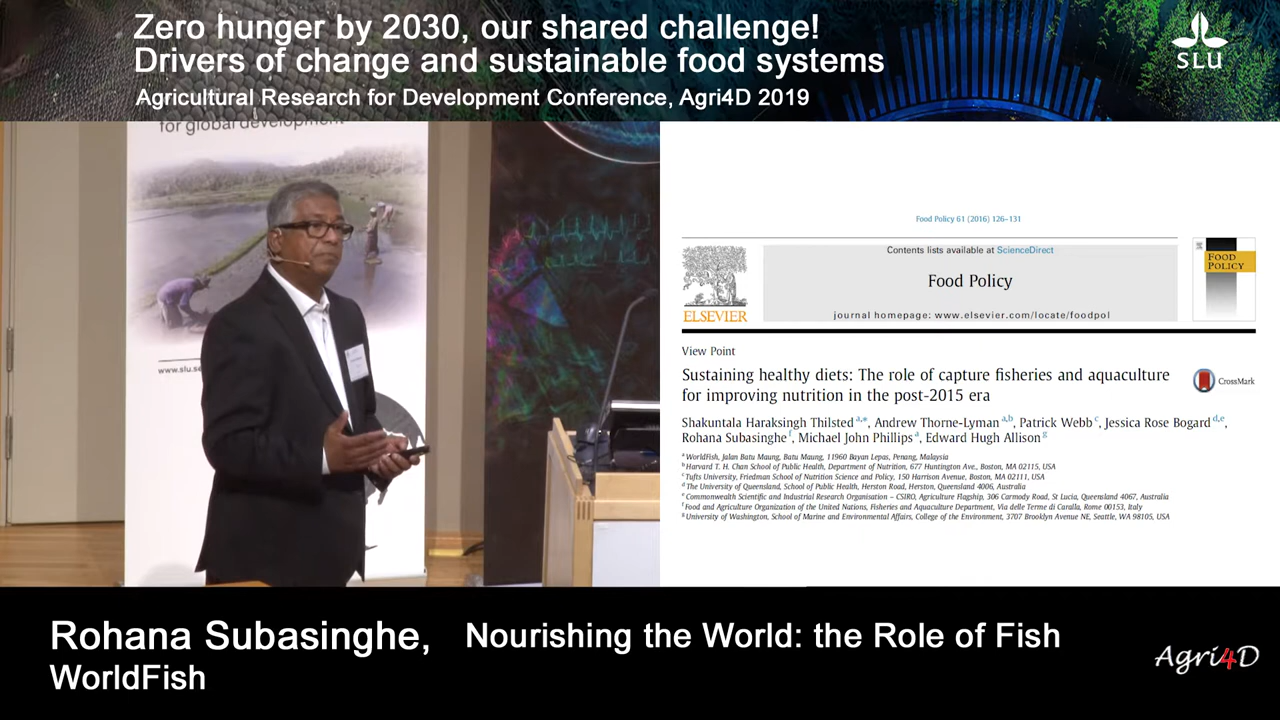 Zero hunger by 2030, our shared challenge!
Drivers of change and sustainable food systems
Agricultural Research for Development Conference, Agri4D 2019
SLU
for global development
www.slu.se
Food Policy 61 (2016) 126–131
Contents lists available at ScienceDirect
Food Policy
journal homepage: www.elsevier.com/locate/foodpol
ELSEVIER
FOOD
POLICY
View Point
Sustaining healthy diets: The role of capture fisheries and aquaculture
for improving nutrition in the post-2015 era
CrossMark
Shakuntala Haraksingh Thilsted a,*, Andrew Thorne-Lyman a,b, Patrick Webb c, Jessica Rose Bogard d,e,
Rohana Subasinghe f, Michael John Phillips a, Edward Hugh Allison g
a WorldFish, Jalan Batu Maung, Batu Maung, 11960 Bayan Lepas, Penang, Malaysia
b Harvard T. H. Chan School of Public Health, Department of Nutrition, 677 Huntington Ave., Boston, MA 02115, USA
c Tufts University, Friedman School of Nutrition Science and Policy, 150 Harrison Avenue, Boston, MA 02111, USA
d The University of Queensland, School of Public Health, Herston Road, Herston, Queensland 4006, Australia
e Commonwealth Scientific and Industrial Research Organisation – CSIRO, Agriculture Flagship, 306 Carmody Road, St Lucia, Queensland 4067, Australia
f Food and Agriculture Organization of the United Nations, Fisheries and Aquaculture Department, Via delle Terme di Caralla, Rome 00153, Italy
g University of Washington, School of Marine and Environmental Affairs, College of the Environment, 3707 Brooklyn Avenue NE, Seattle, WA 98105, USA
Rohana Subasinghe,
WorldFish
Nourishing the World: the Role of Fish
Agri4D